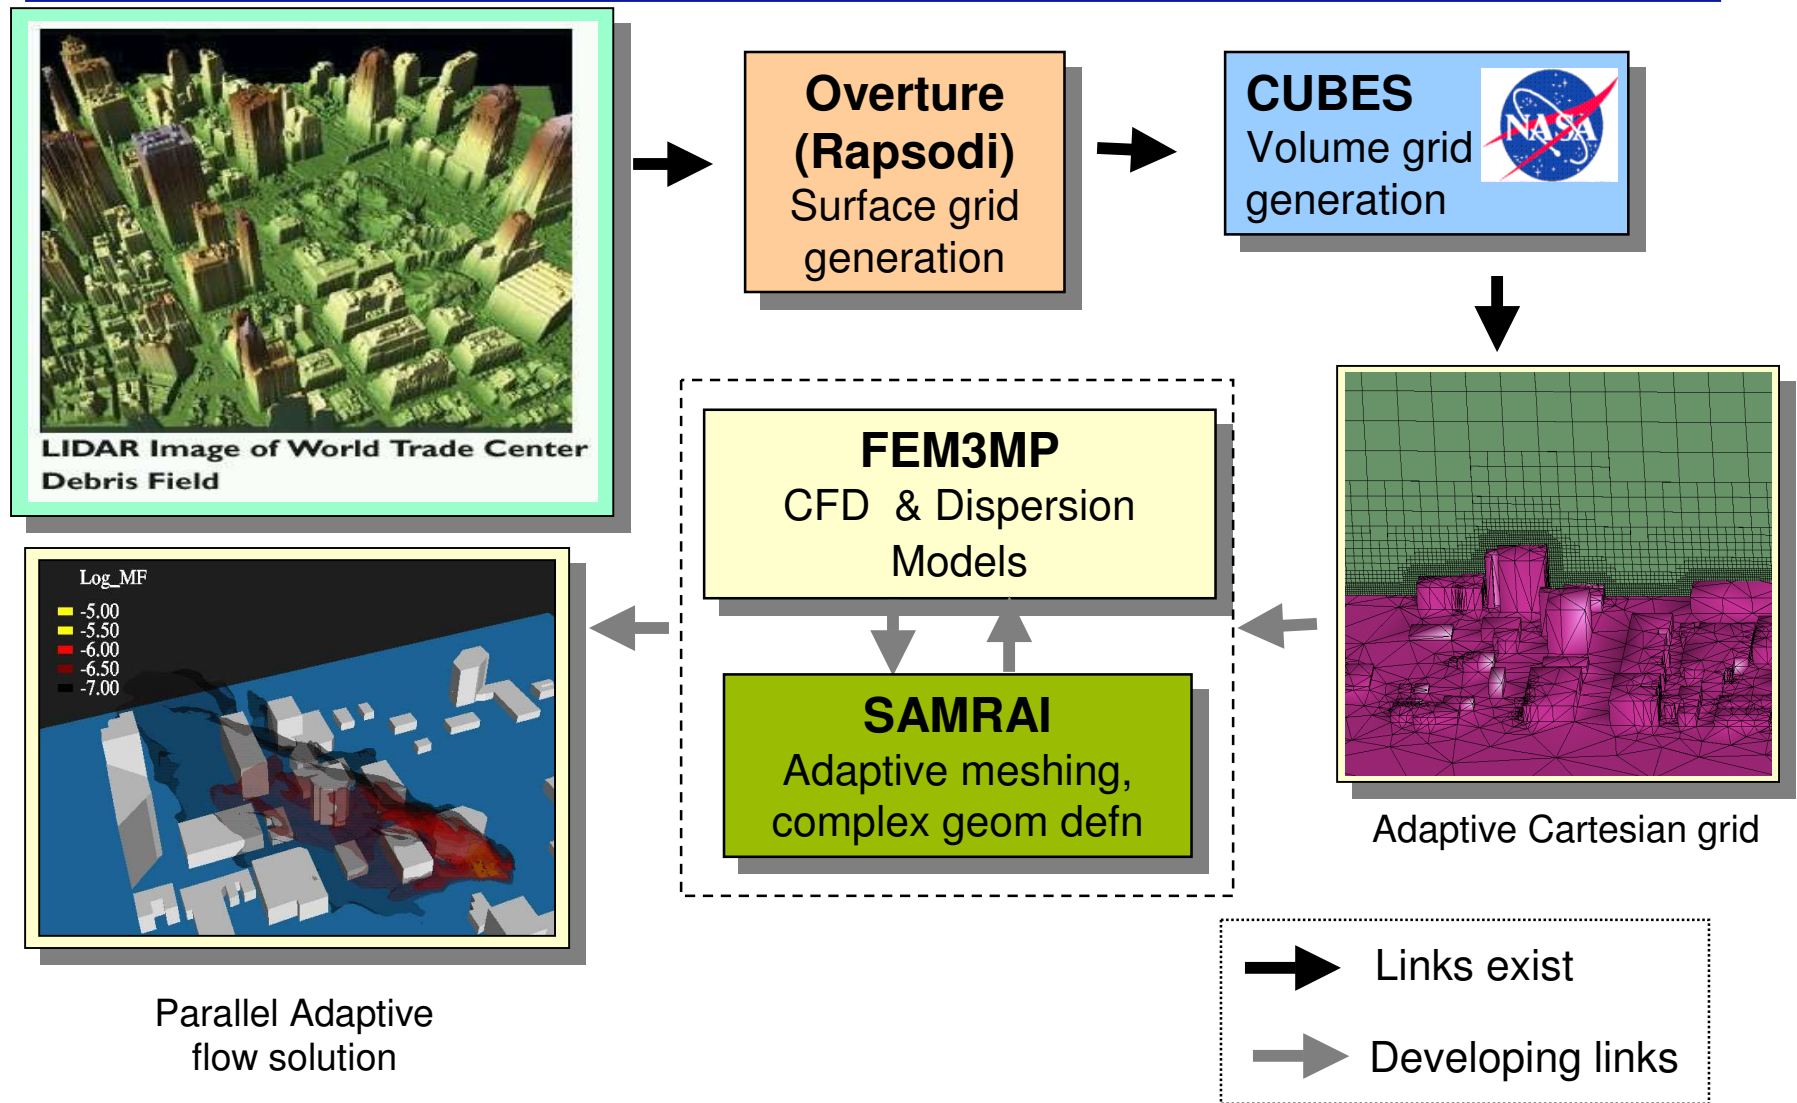 LIDAR Image of World Trade Center
Debris Field
Overture
(Rapsodi)
Surface grid
generation
CUBES
Volume grid
generation
NASA
FEM3MP
CFD & Dispersion
Models
SAMRAI
Adaptive meshing,
complex geom defn
Adaptive Cartesian grid
Log_MF
-5.00
-5.50
-6.00
-6.50
-7.00
Parallel Adaptive
flow solution
Links exist
Developing links